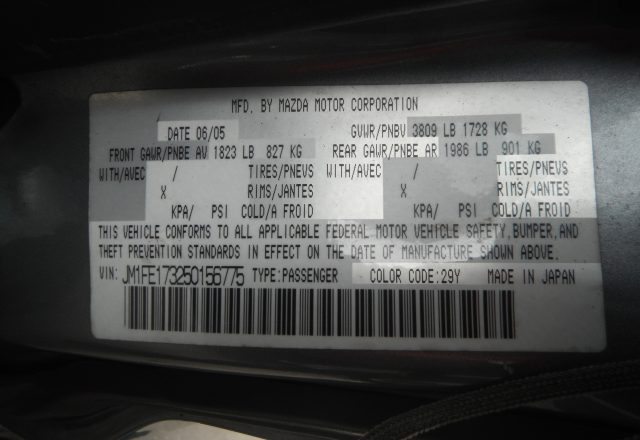 MFD. BY MAZDA MOTOR CORPORATION
DATE 06/05 GVWR/PNBV 3809 LB 1728 KG
FRONT GAWR/PNBE AV 1823 LB 827 KG REAR GAWR/PNBE AR 1986 LB 901 KG
WITH/AVEC / TIRES/PNEVS WITH/AVEC / TIRES/PNEVS
X RIMS/JANTES X RIMS/JANTES
KPA/ PSI COLD/A FROID KPA/ PSI COLD/A FROID
THIS VEHICLE CONFORMS TO ALL APPLICABLE FEDERAL MOTOR VEHICLE SAFETY, BUMPER, AND
THEFT PREVENTION STANDARDS IN EFFECT ON THE DATE OF MANUFACTURE SHOWN ABOVE.
VIN: JM1FE173250156775 TYPE:PASSENGER COLOR CODE:29Y MADE IN JAPAN